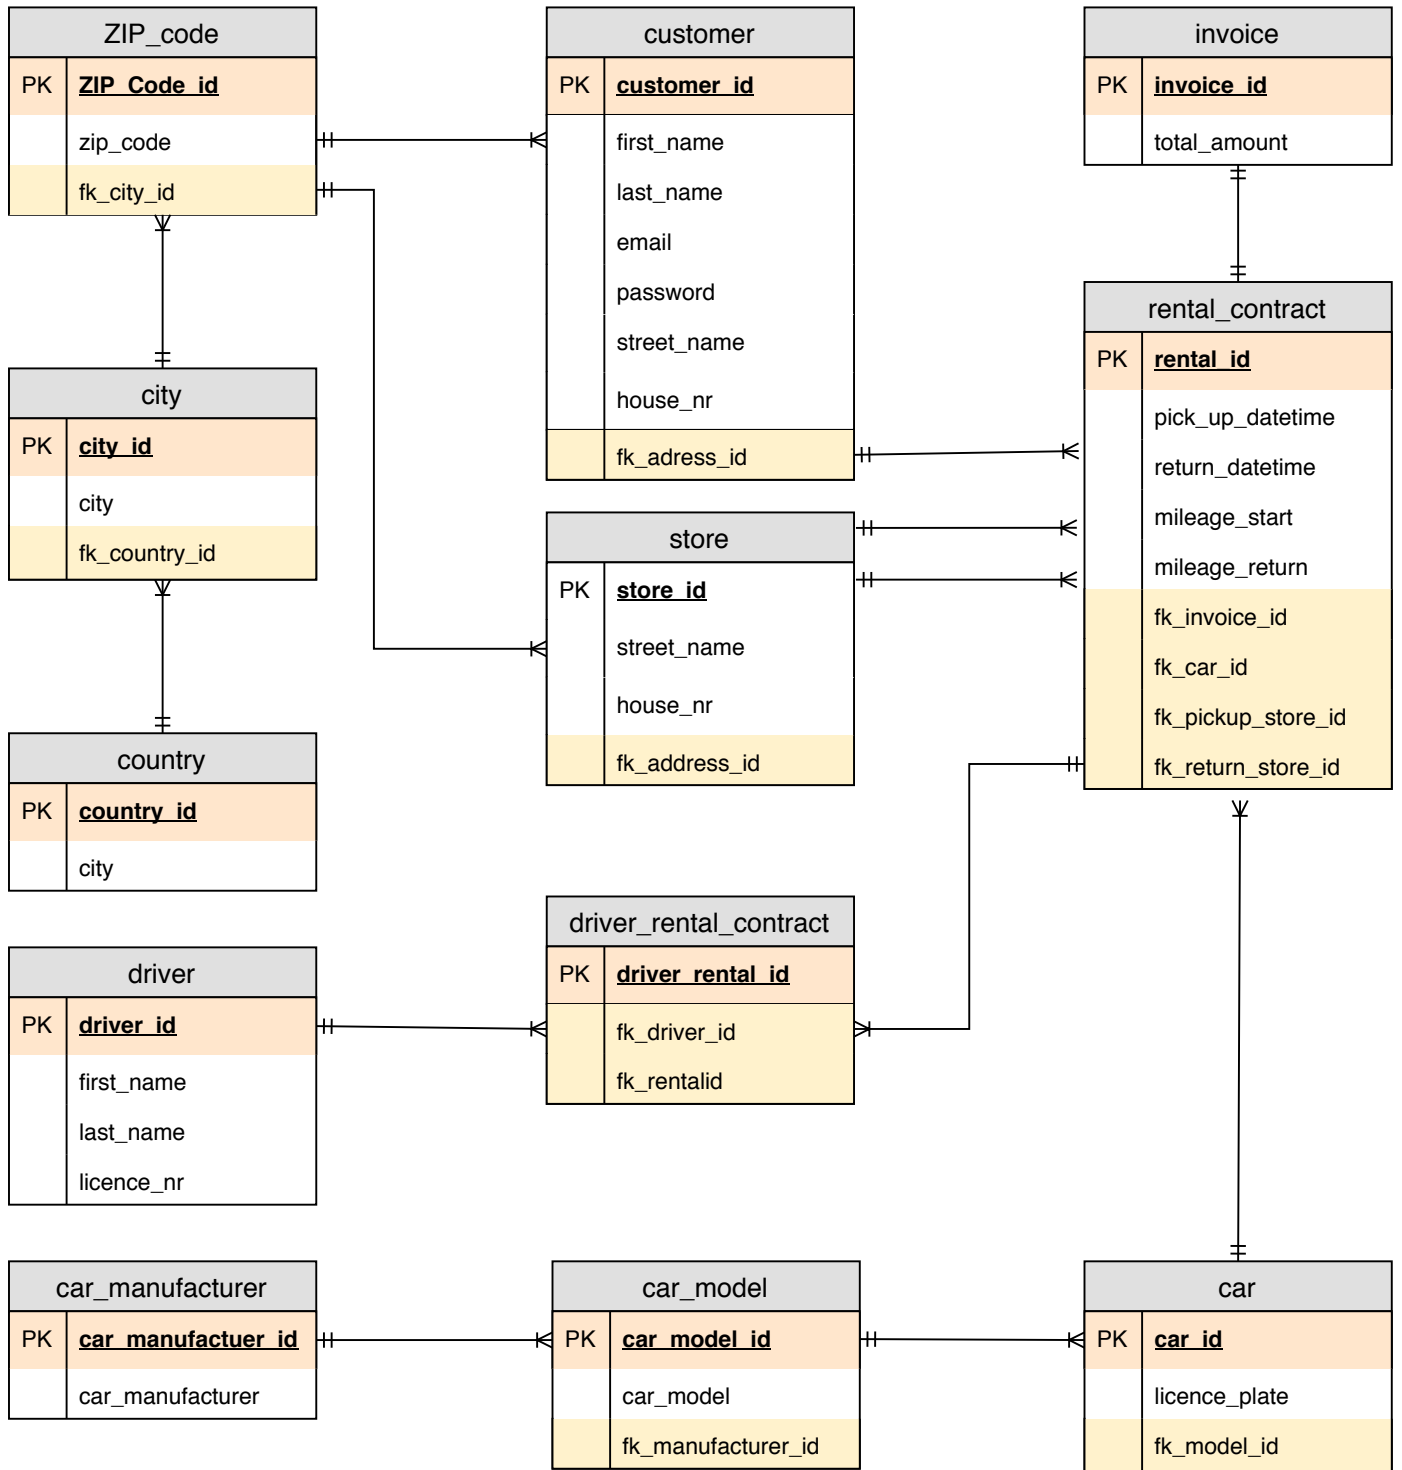 ZIP_code
PK ZIP_Code_id
zip_code
fk_city_id
customer
PK customer_id
first_name
last_name
email
password
street_name
house_nr
fk_adress_id
invoice
PK invoice_id
total_amount
rental_contract
PK rental_id
pick_up_datetime
return_datetime
mileage_start
mileage_return
fk_invoice_id
fk_car_id
fk_pickup_store_id
fk_return_store_id
city
PK city_id
city
fk_country_id
store
PK store_id
street_name
house_nr
fk_address_id
country
PK country_id
city
driver_rental_contract
PK driver_rental_id
fk_driver_id
fk_rentalid
driver
PK driver_id
first_name
last_name
licence_nr
car_manufacturer
PK car_manufactuer_id
car_manufacturer
car_model
PK car_model_id
car_model
fk_manufacturer_id
car
PK car_id
licence_plate
fk_model_id